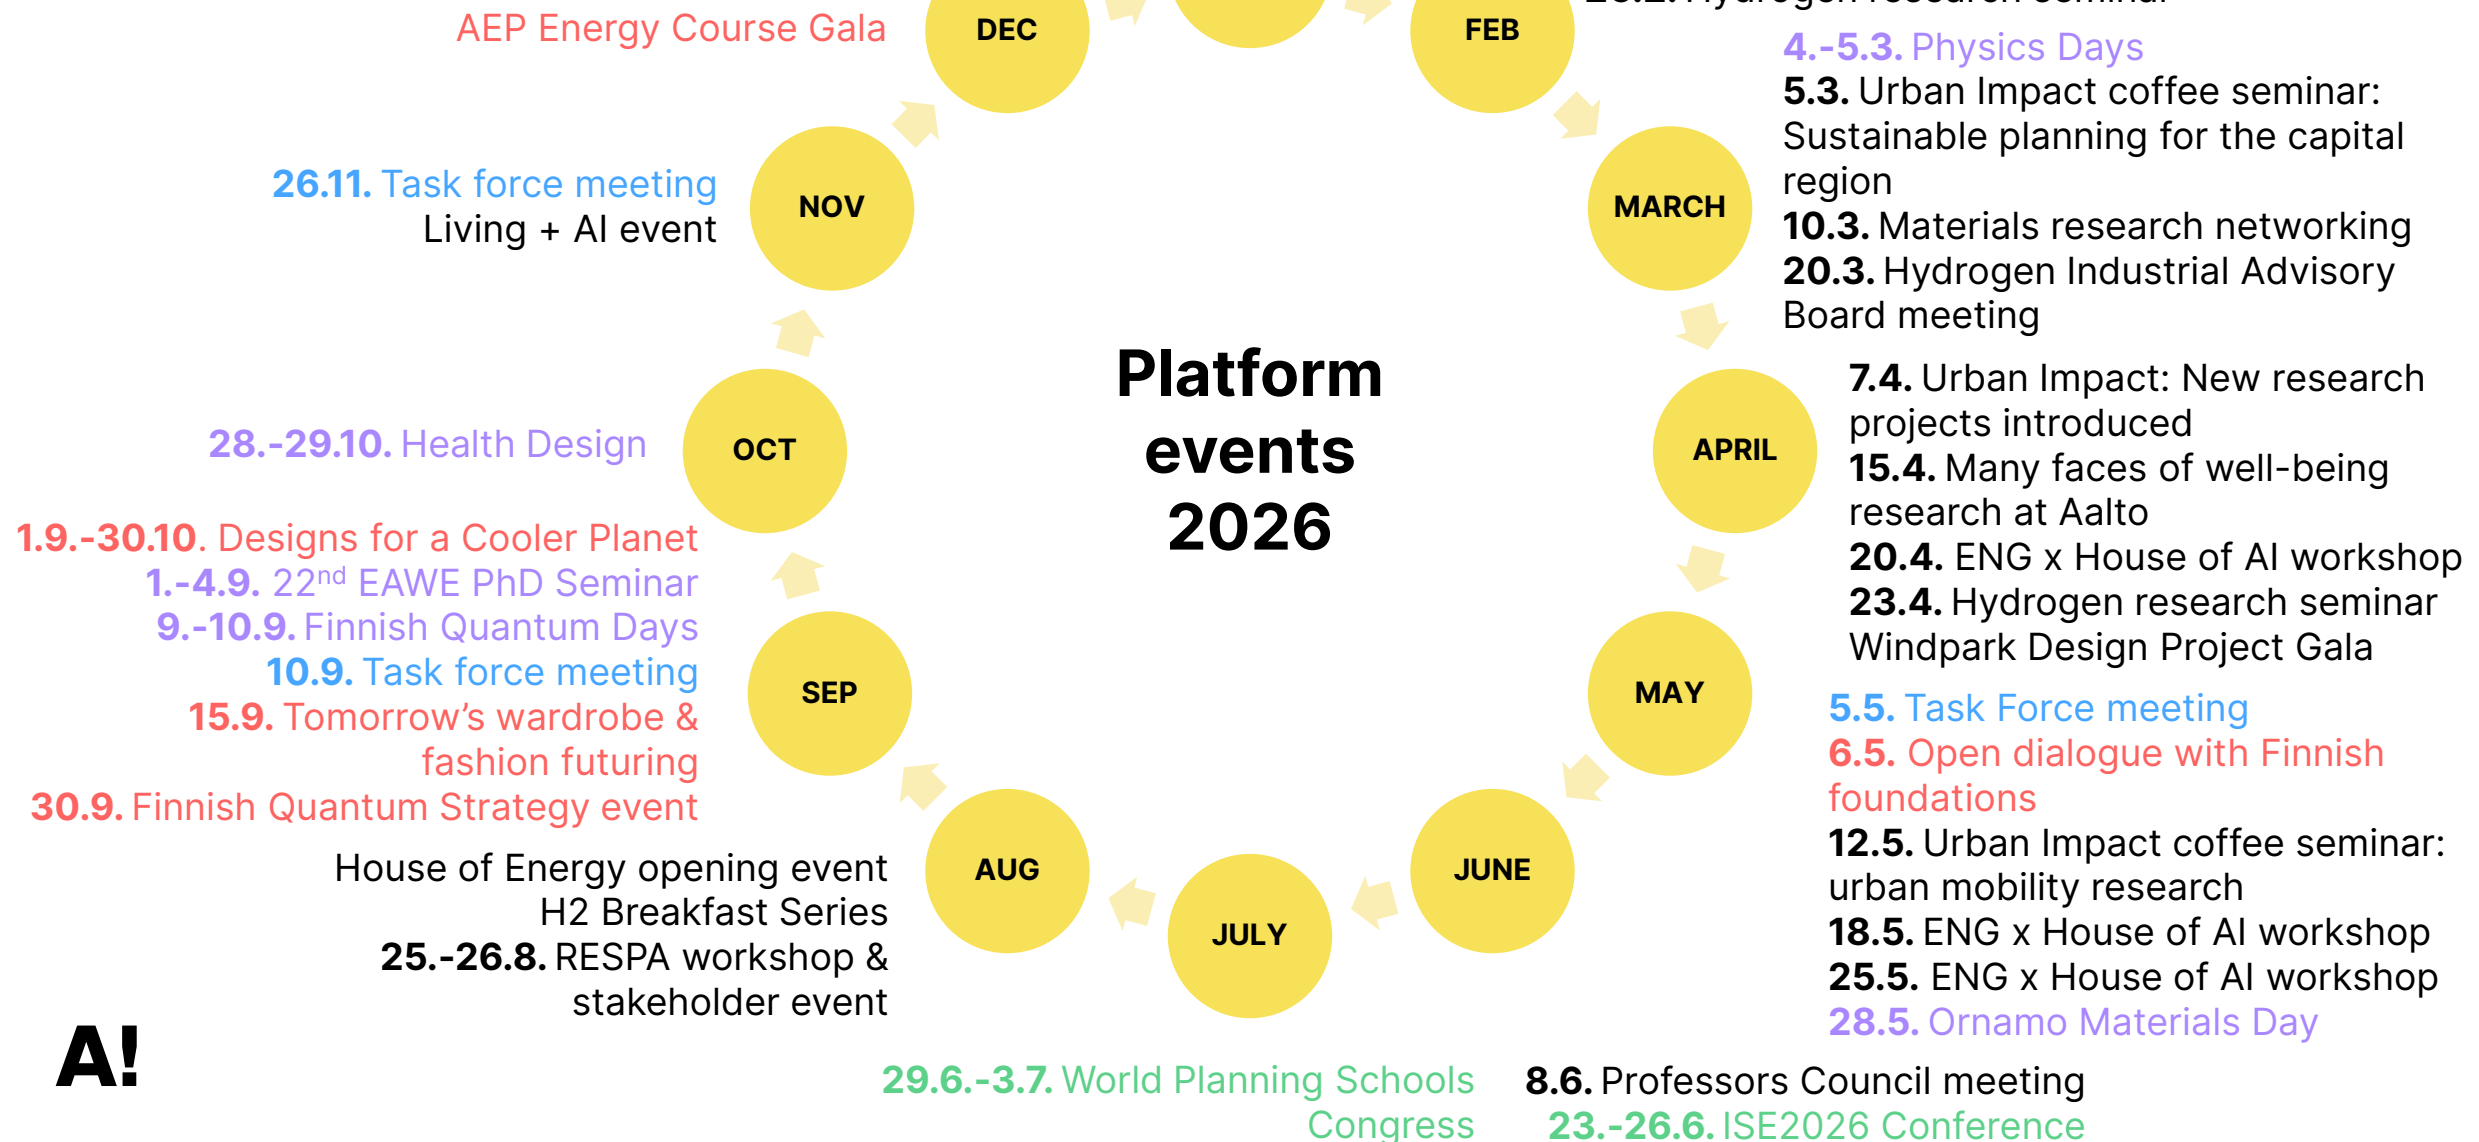 AEP Energy Course Gala
DEC
FEB
Hydrogen research seminar
4.-5.3. Physics Days
5.3. Urban Impact coffee seminar:
Sustainable planning for the capital
region
10.3. Materials research networking
20.3. Hydrogen Industrial Advisory
Board meeting
MARCH
26.11. Task force meeting
Living + AI event
NOV
Platform
events
2026
7.4. Urban Impact: New research
projects introduced
15.4. Many faces of well-being
research at Aalto
20.4. ENG x House of AI workshop
23.4. Hydrogen research seminar
Windpark Design Project Gala
APRIL
28.-29.10. Health Design
OCT
1.9.-30.10. Designs for a Cooler Planet
1.-4.9. 22nd EAWE PhD Seminar
9.-10.9. Finnish Quantum Days
10.9. Task force meeting
15.9. Tomorrow’s wardrobe &
fashion futuring
30.9. Finnish Quantum Strategy event
SEP
MAY
5.5. Task Force meeting
6.5. Open dialogue with Finnish
foundations
12.5. Urban Impact coffee seminar:
urban mobility research
18.5. ENG x House of AI workshop
25.5. ENG x House of AI workshop
28.5. Ornamo Materials Day
House of Energy opening event
H2 Breakfast Series
25.-26.8. RESPA workshop &
stakeholder event
AUG
JULY
JUNE
A!
29.6.-3.7. World Planning Schools
Congress
8.6. Professors Council meeting
23.-26.6. ISE2026 Conference